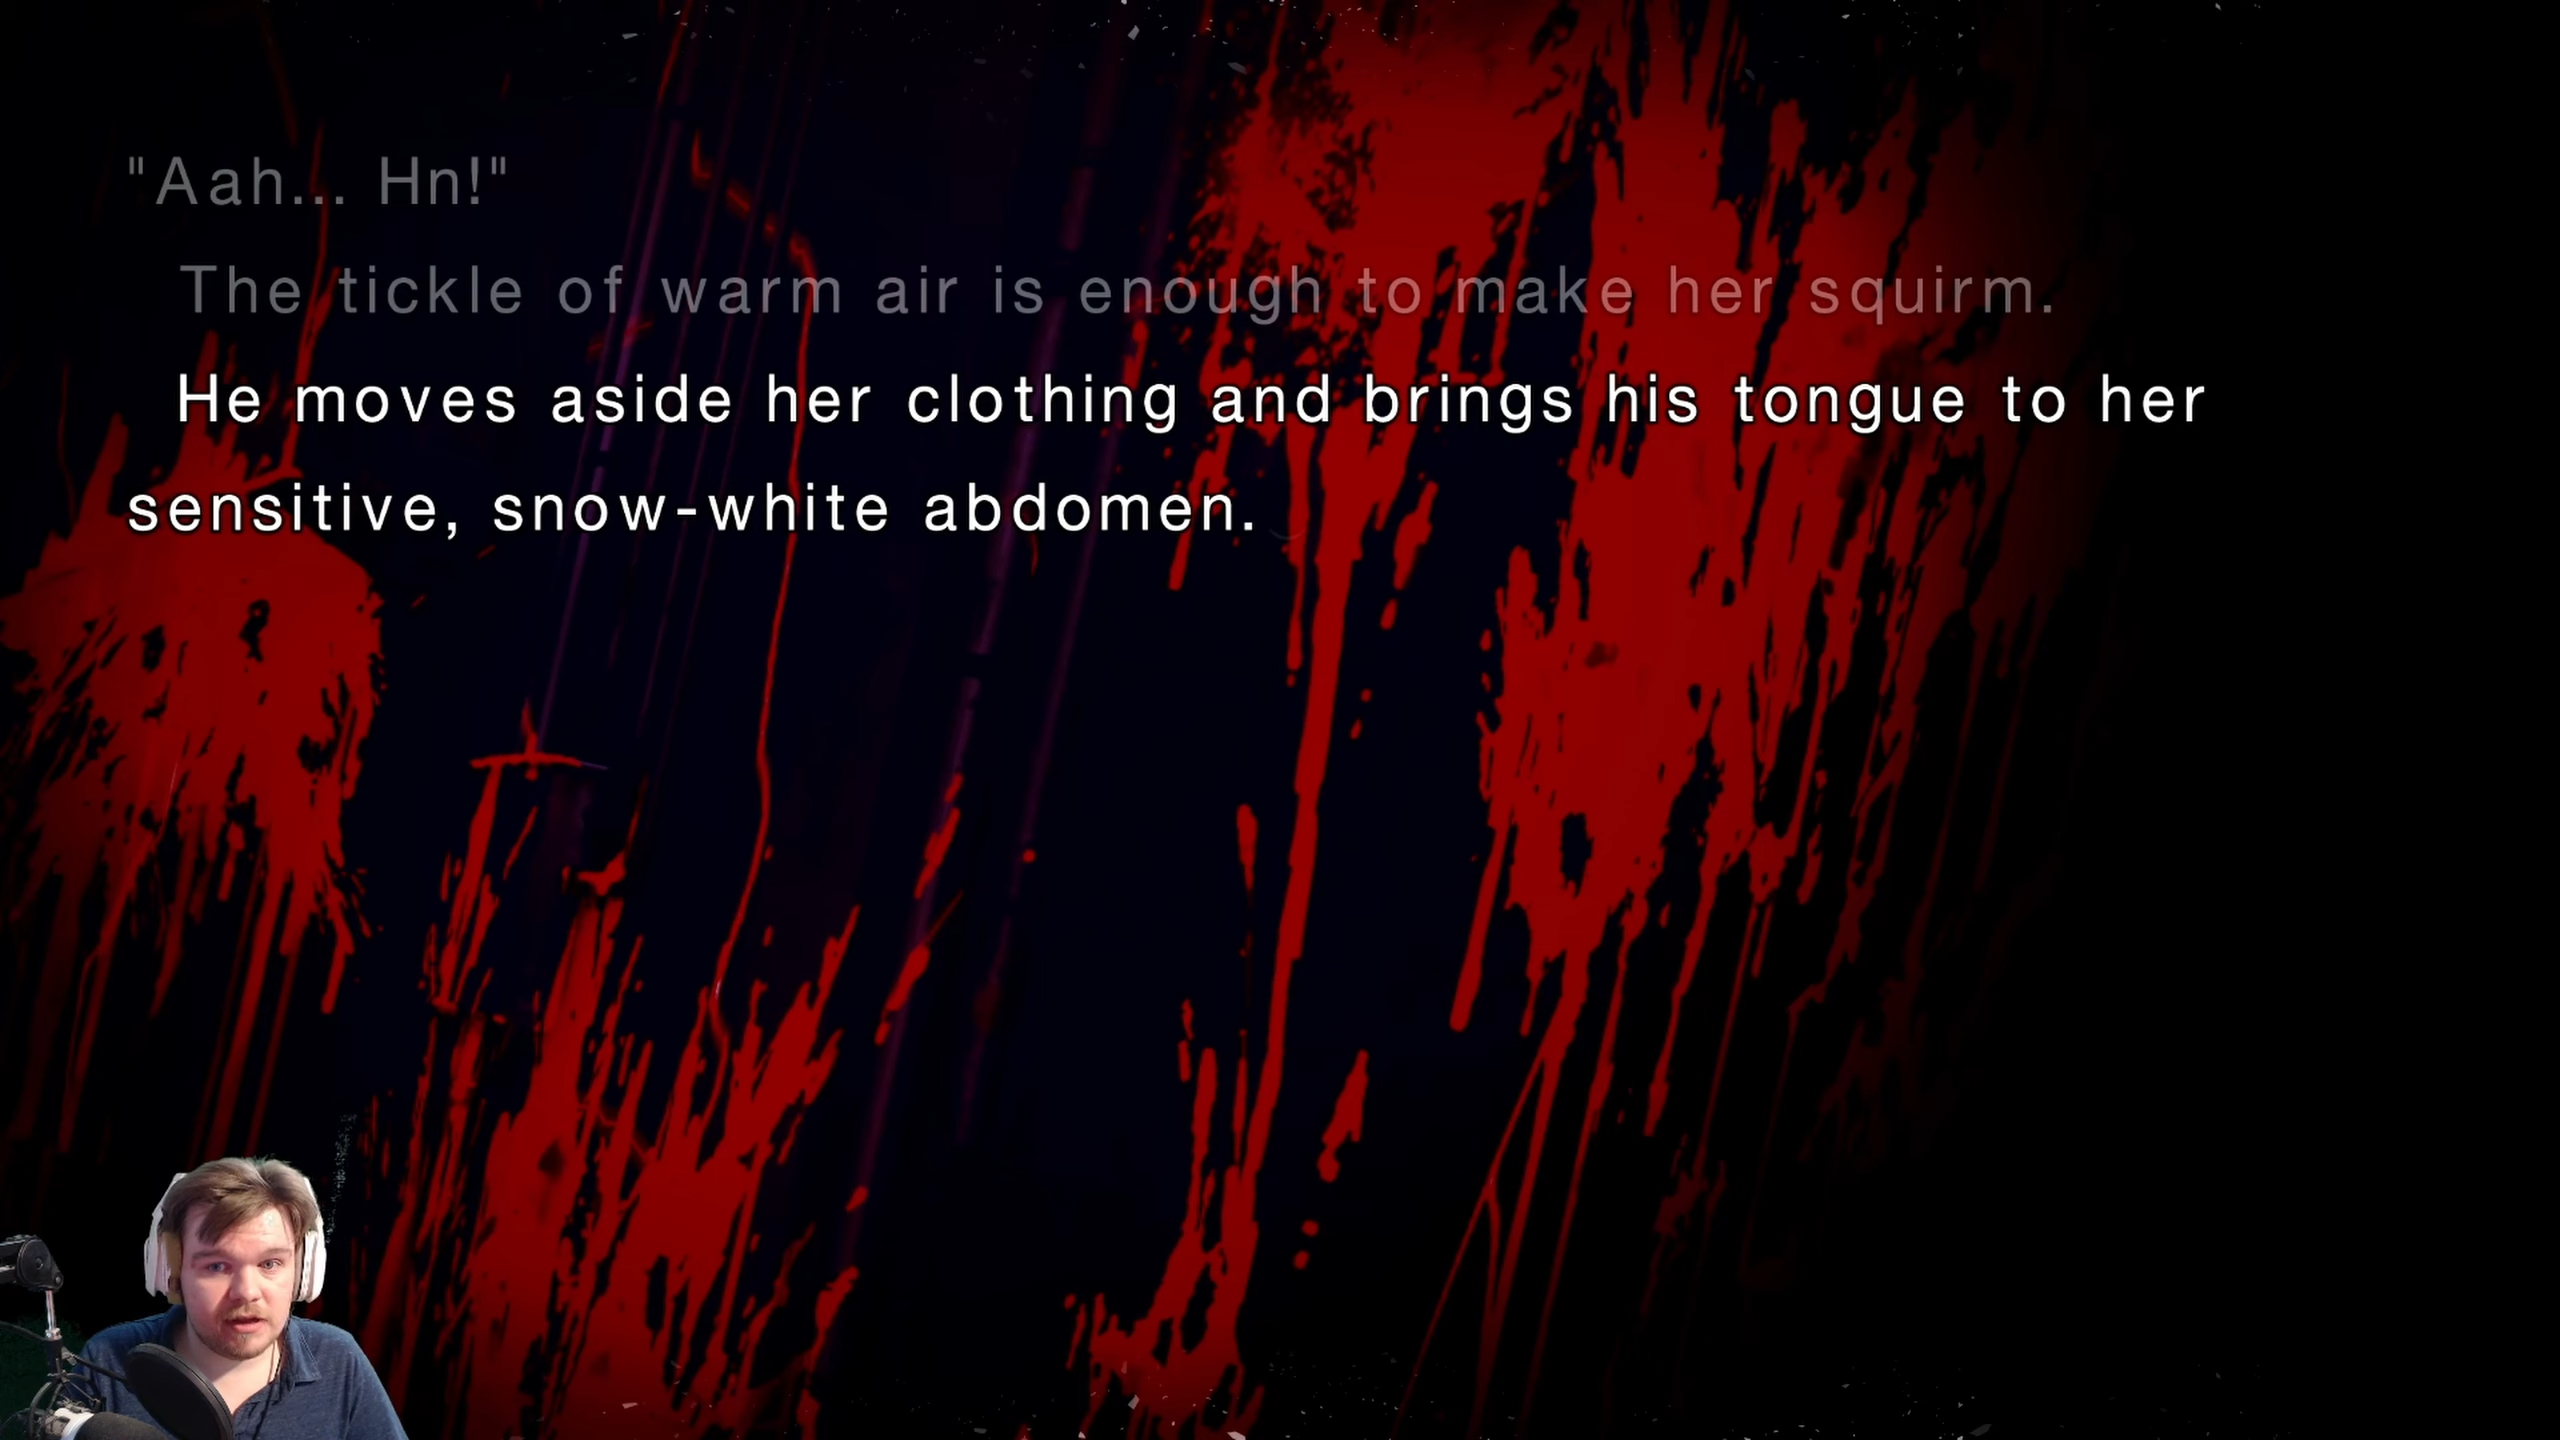 "Aah... Hn!"
The tickle of warm air is enough to make her squirm.
He moves aside her clothing and brings his tongue to her
sensitive, snow-white abdomen.